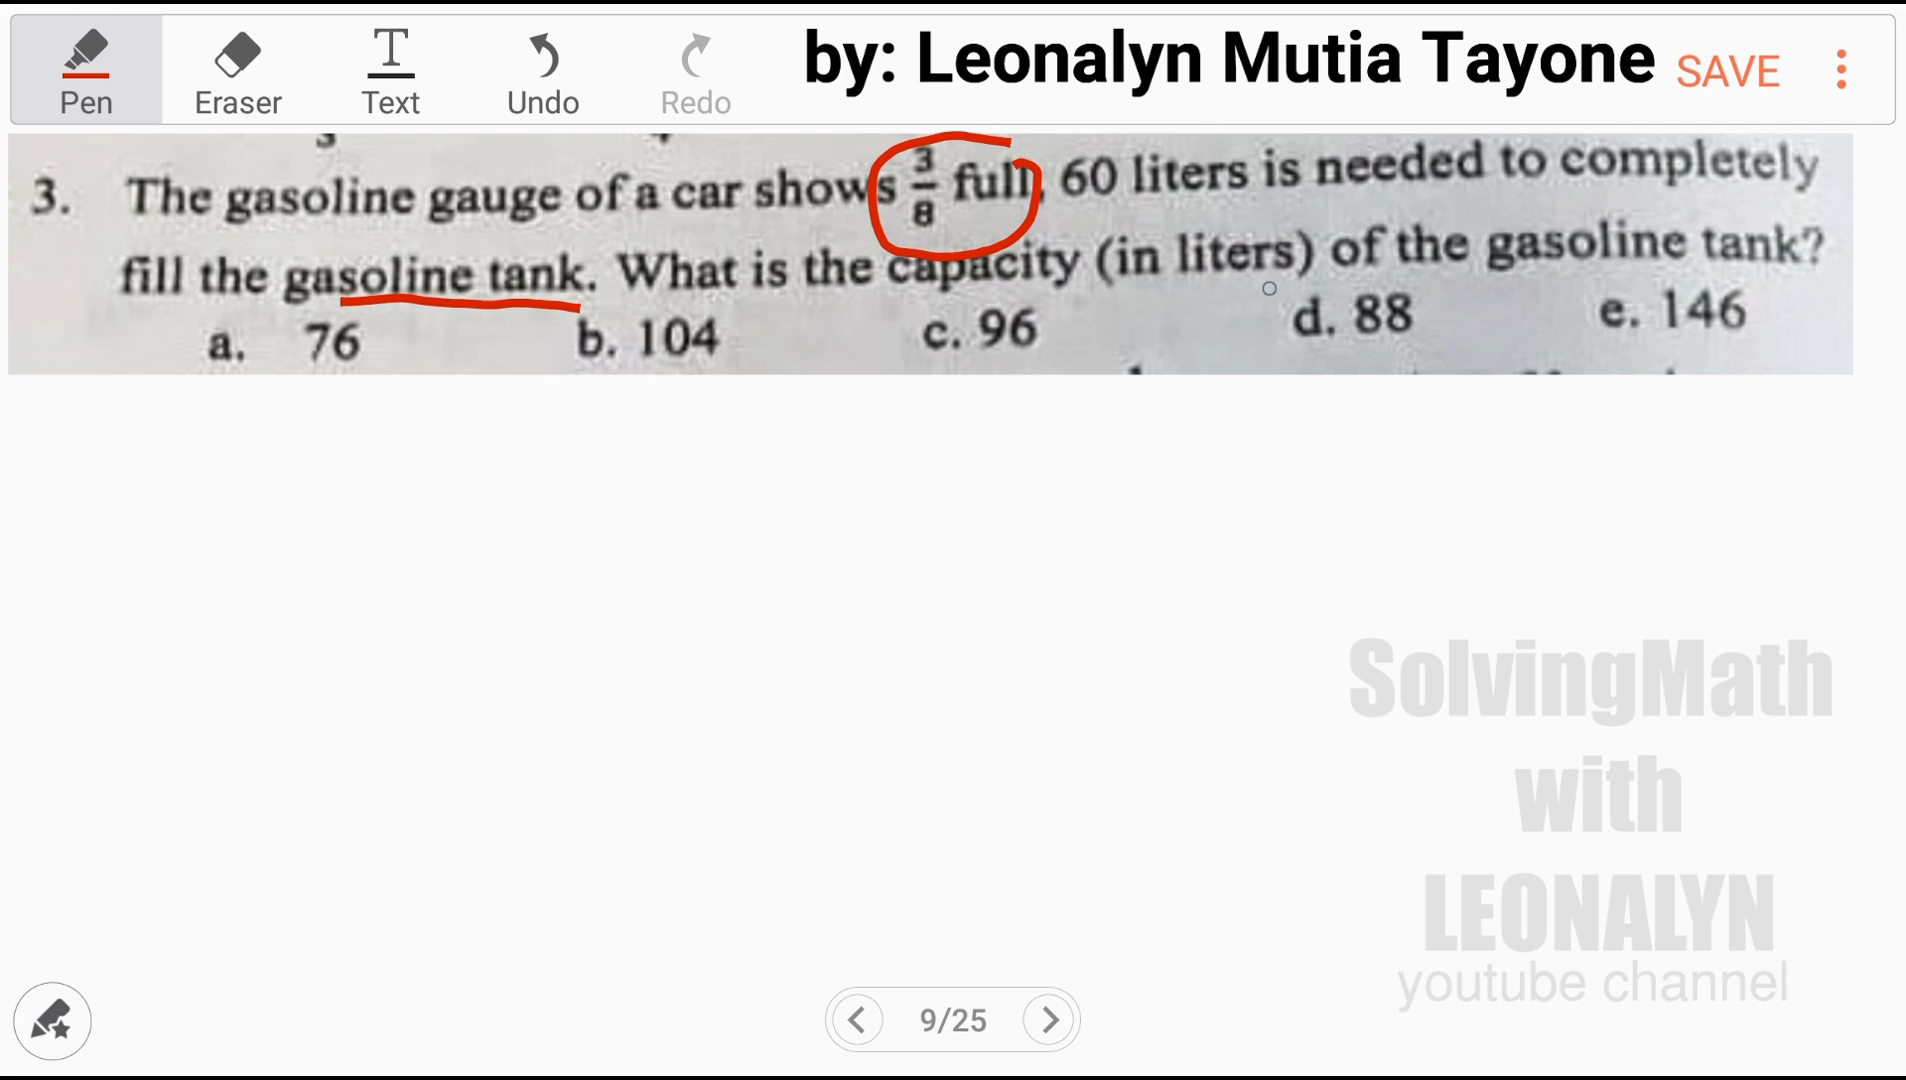 by: Leonalyn Mutia Tayone
SAVE
Pen Eraser Text Undo Redo
3. The gasoline gauge of a car shows 3/8 full, 60 liters is needed to completely
fill the gasoline tank. What is the capacity (in liters) of the gasoline tank?
a. 76 b. 104 c. 96 d. 88 e. 146
SolvingMath
with
LEONALYN
youtube channel
9/25